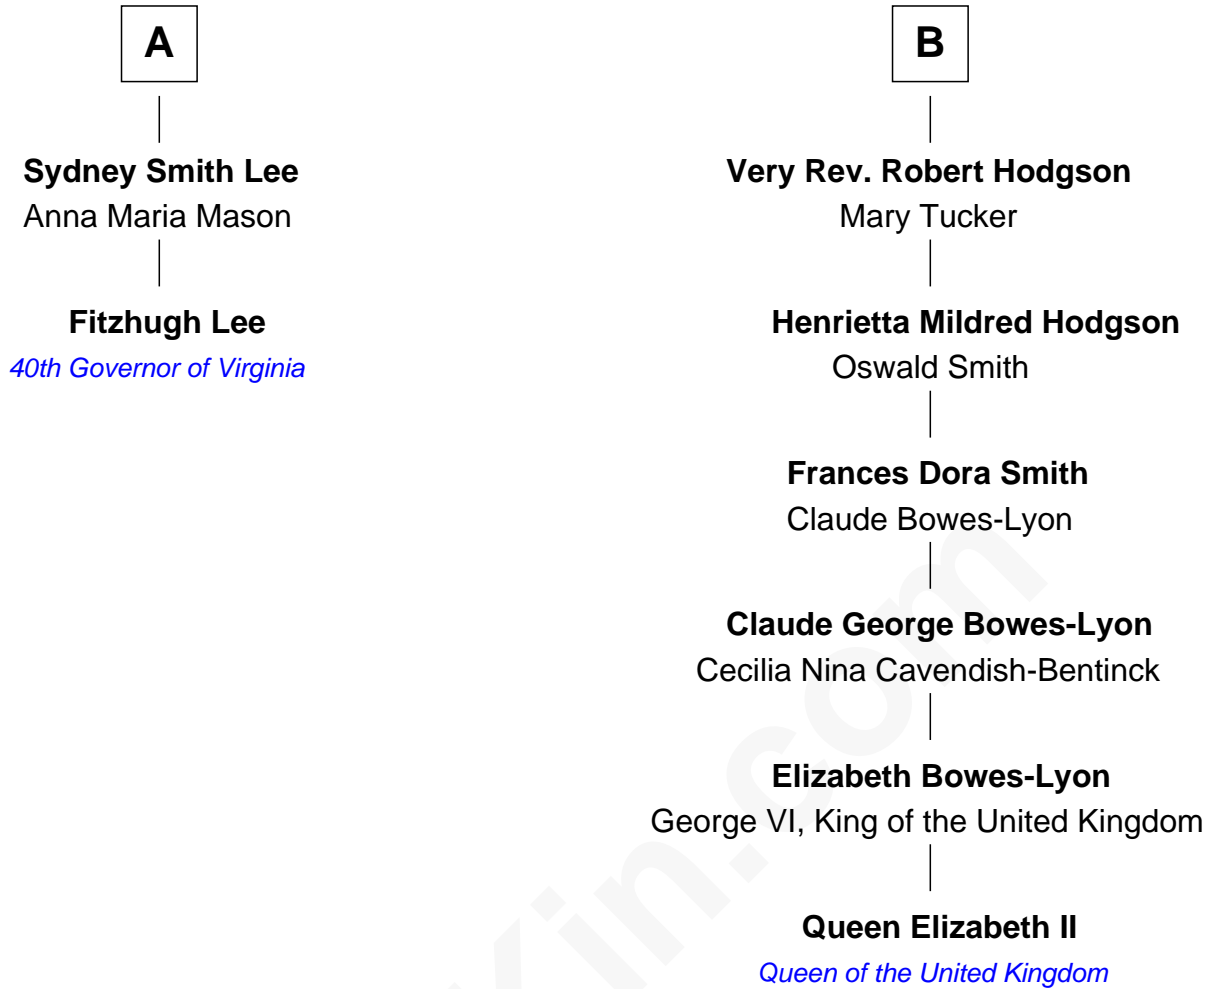 A
Sydney Smith Lee
Anna Maria Mason
Fitzhugh Lee
40th Governor of Virginia
B
Very Rev. Robert Hodgson
Mary Tucker
Henrietta Mildred Hodgson
Oswald Smith
Frances Dora Smith
Claude Bowes-Lyon
Claude George Bowes-Lyon
Cecilia Nina Cavendish-Bentinck
Elizabeth Bowes-Lyon
George VI, King of the United Kingdom
Queen Elizabeth II
Queen of the United Kingdom